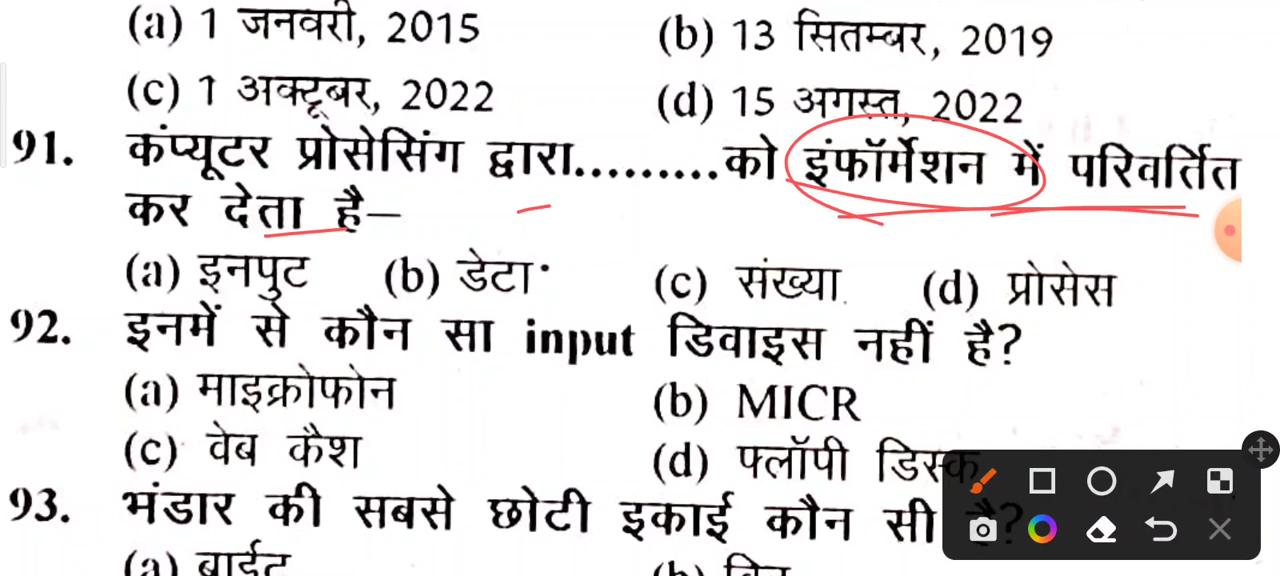 (a) 1 जनवरी, 2015 (b) 13 सितम्बर, 2019
(c) 1 अक्टूबर, 2022 (d) 15 अगस्त, 2022
91. कंप्यूटर प्रोसेसिंग द्वारा.........को इंफॉर्मेशन में परिवर्तित
कर देता है–
(a) इनपुट (b) डेटा (c) संख्या (d) प्रोसेस
92. इनमें से कौन सा input डिवाइस नहीं है?
(a) माइक्रोफोन (b) MICR
(c) वेब कैश (d) फ्लॉपी डिस्क
93. भंडार की सबसे छोटी इकाई कौन सी है?
(a) बाईट (b) बिट